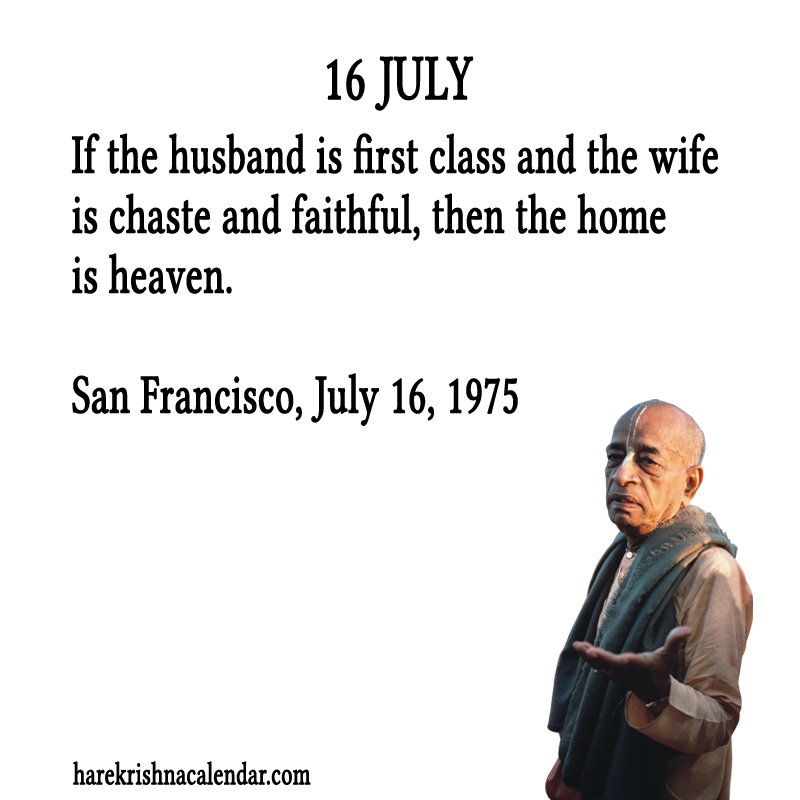 16 JULY
If the husband is first class and the wife
is chaste and faithful, then the home
is heaven.
San Francisco, July 16, 1975
harekrishnacalendar.com